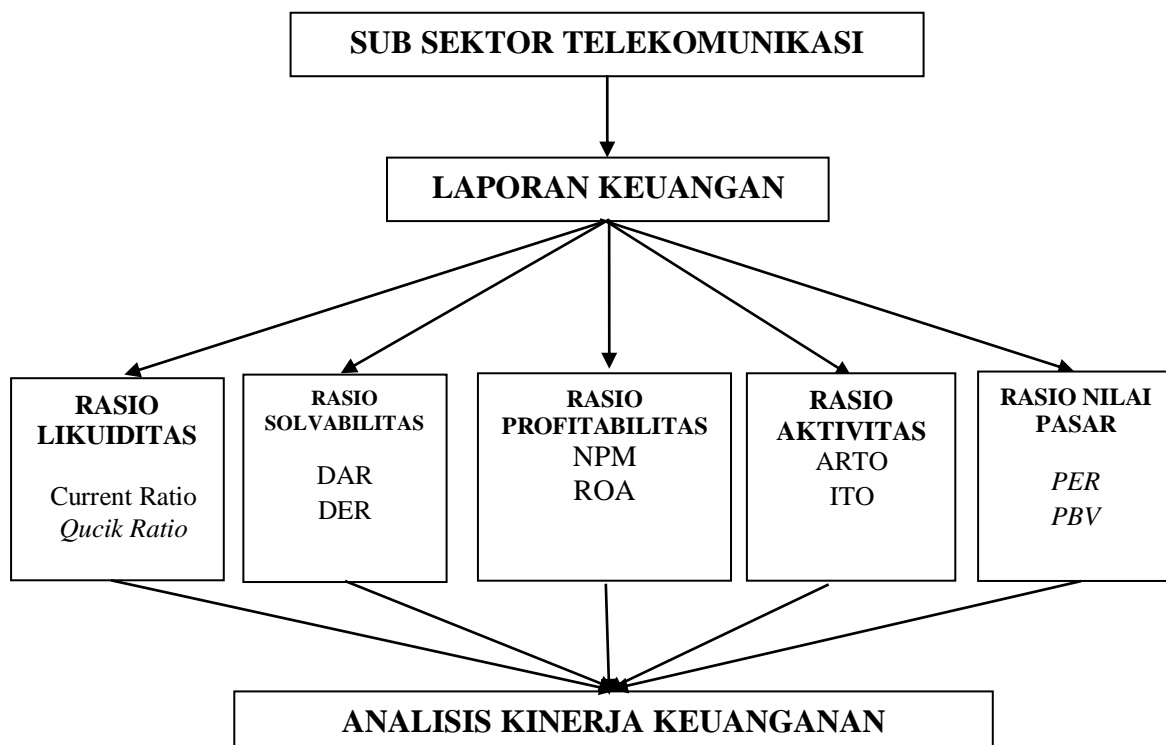 SUB SEKTOR TELEKOMUNIKASI
LAPORAN KEUANGAN
RASIO
LIKUIDITAS
Current Ratio
Qucik Ratio
RASIO
SOLVABILITAS
DAR
DER
RASIO
PROFITABILITAS
NPM
ROA
RASIO
AKTIVITAS
ARTO
ITO
RASIO NILAI
PASAR
PER
PBV
ANALISIS KINERJA KEUANGANAN